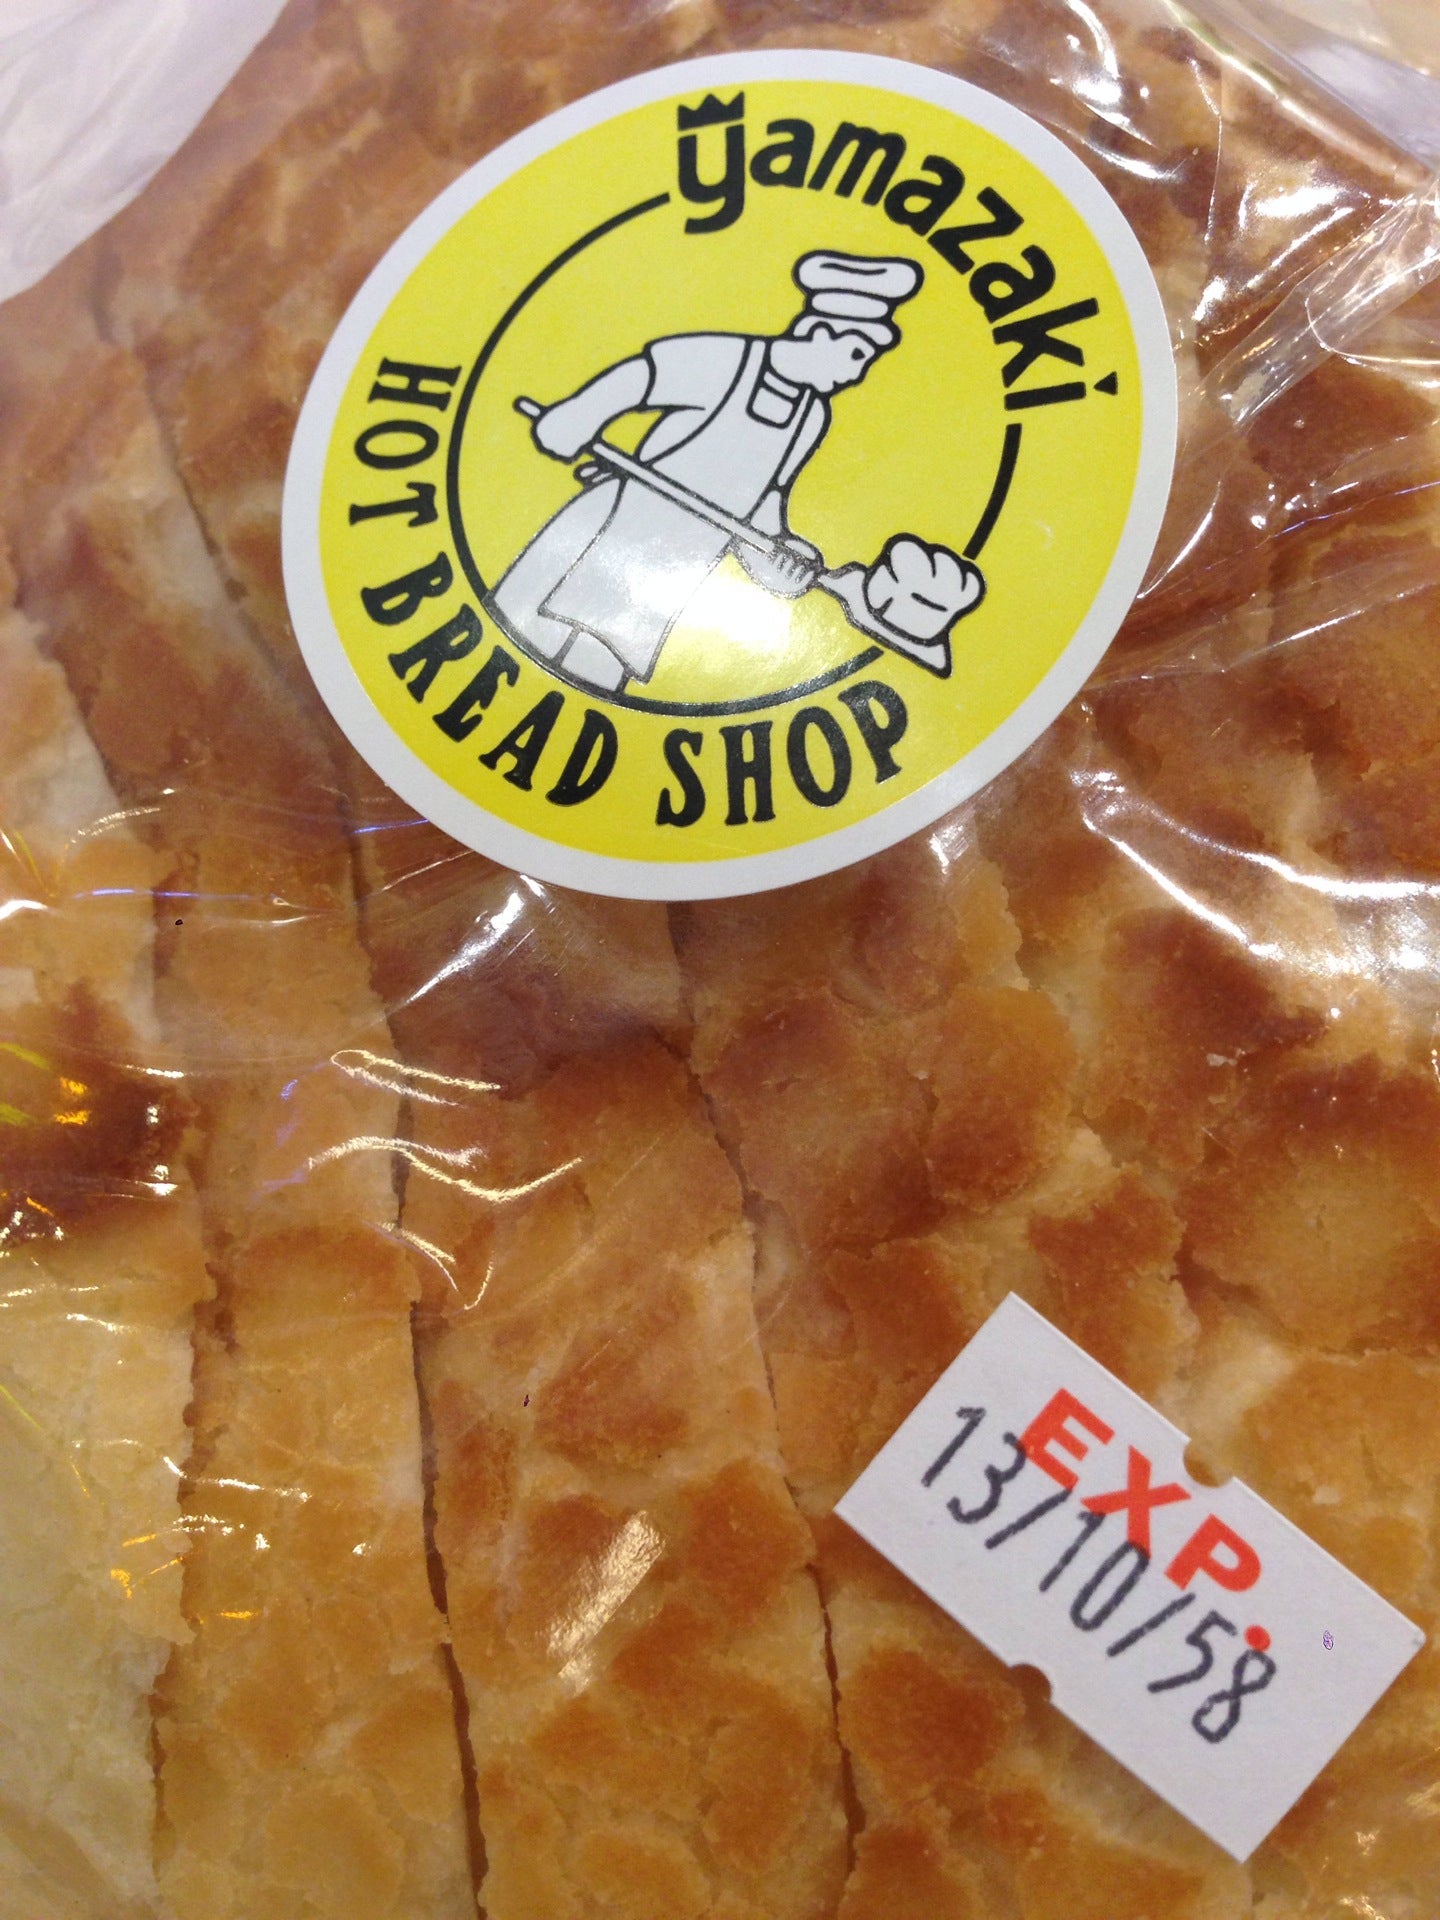 yamazaki
HOT BREAD SHOP
EXP.
13/10/58